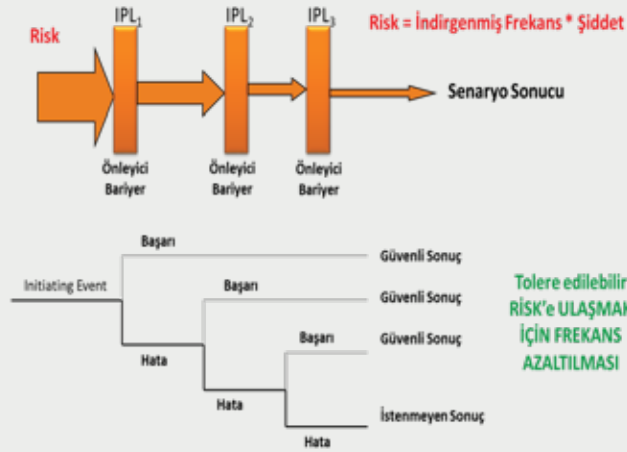 IPL1 IPL2 IPL3
Risk = İndirgenmiş Frekans * Şiddet
Risk
Senaryo Sonucu
Önleyici Bariyer
Önleyici Bariyer
Önleyici Bariyer
Başarı
Güvenli Sonuç
Initiating Event
Başarı
Güvenli Sonuç
Hata
Başarı
Güvenli Sonuç
Hata
İstenmeyen Sonuç
Hata
Tolere edilebilir
RİSK'e ULAŞMAK
İÇİN FREKANS
AZALTILMASI